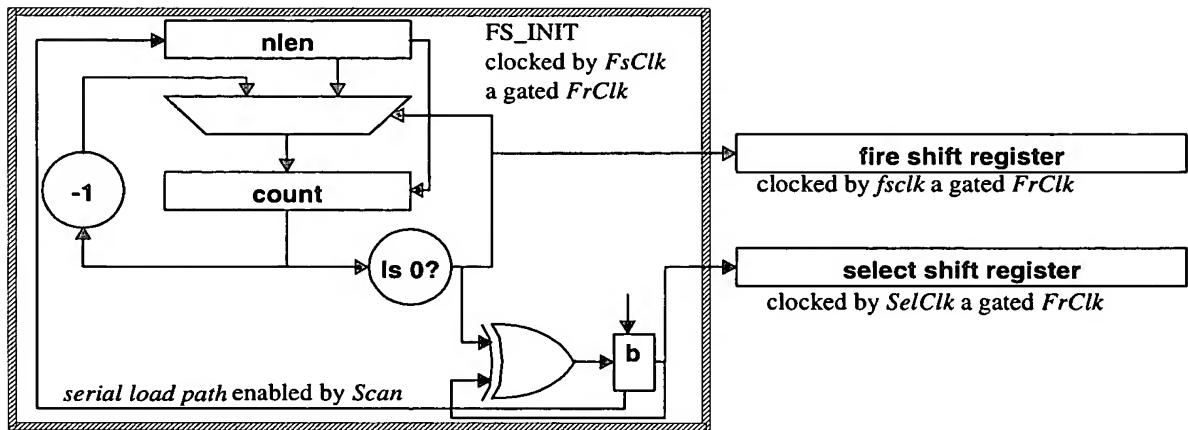 nlen
FS_INIT
clocked by FsClk
a gated FrClk
fire shift register
clocked by fsclk a gated FrClk
-1
count
Is 0?
select shift register
clocked by SelClk a gated FrClk
b
serial load path enabled by Scan